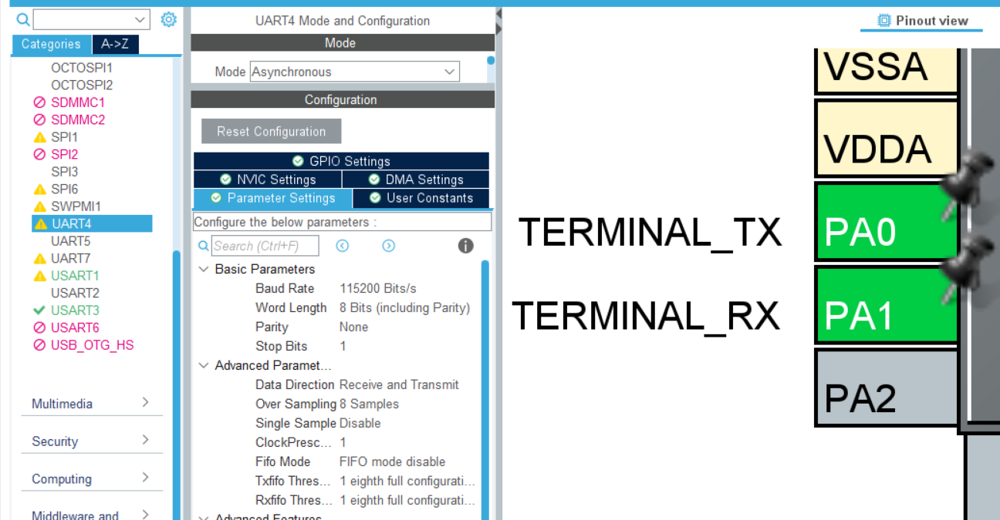 UART4 Mode and Configuration
Pinout view
Categories
A->Z
Mode
OCTOSPI1
OCTOSPI2
SDMMC1
SDMMC2
SPI1
SPI2
SPI3
SPI6
SWPMI1
UART4
UART5
UART7
USART1
USART2
USART3
USART6
USB_OTG_HS
Multimedia
Security
Computing
Middleware and
Mode Asynchronous
Configuration
Reset Configuration
GPIO Settings
NVIC Settings
DMA Settings
Parameter Settings
User Constants
Configure the below parameters :
Search (Ctrl+F)
Basic Parameters
Baud Rate 115200 Bits/s
Word Length 8 Bits (including Parity)
Parity None
Stop Bits 1
Advanced Paramet...
Data Direction Receive and Transmit
Over Sampling 8 Samples
Single Sample Disable
ClockPresc... 1
Fifo Mode FIFO mode disable
Txfifo Thres... 1 eighth full configurati...
Rxfifo Thres... 1 eighth full configurati...
Advanced Features
VSSA
VDDA
TERMINAL_TX PA0
TERMINAL_RX PA1
PA2